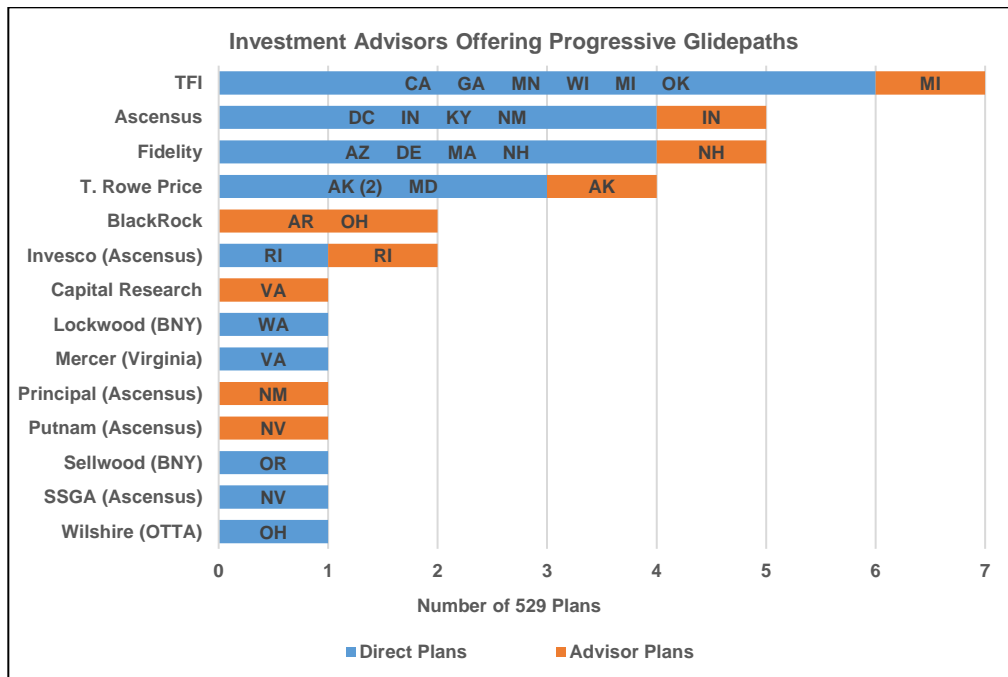 Investment Advisors Offering Progressive Glidepaths
TFI CA GA MN WI MI OK MI
Ascensus DC IN KY NM IN
Fidelity AZ DE MA NH NH
T. Rowe Price AK (2) MD AK
BlackRock AR OH
Invesco (Ascensus) RI RI
Capital Research VA
Lockwood (BNY) WA
Mercer (Virginia) VA
Principal (Ascensus) NM
Putnam (Ascensus) NV
Sellwood (BNY) OR
SSGA (Ascensus) NV
Wilshire (OTTA) OH
0 1 2 3 4 5 6 7
Number of 529 Plans
Direct Plans Advisor Plans